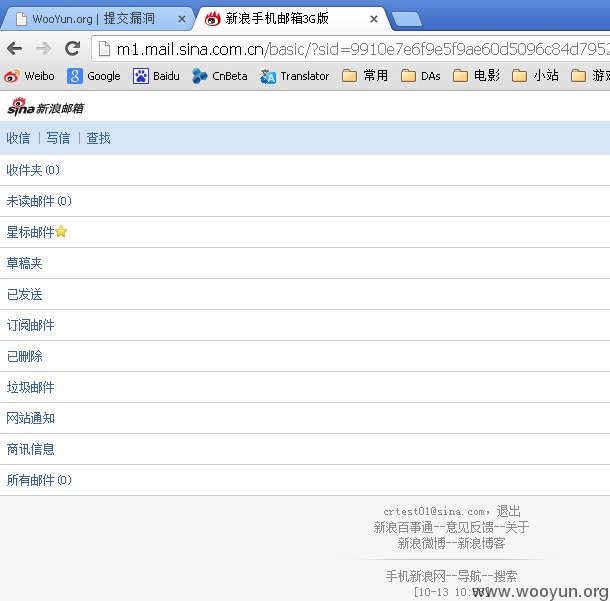 WooYun.org | 提交漏洞 新浪手机邮箱3G版
m1.mail.sina.com.cn/basic/?sid=9910e7e6f9e5f9ae60d5096c84d7952
Weibo Google Baidu CnBeta Translator 常用 DAs 电影 小站 游
sina新浪邮箱
收信 | 写信 | 查找
收件夹(0)
未读邮件(0)
星标邮件
草稿夹
已发送
订阅邮件
已删除
垃圾邮件
网站通知
商讯信息
所有邮件(0)
crtest01@sina.com，退出
新浪百事通--意见反馈--关于
新浪微博--新浪博客
手机新浪网--导航--搜索
[10-13 10:
www.wooyun.org